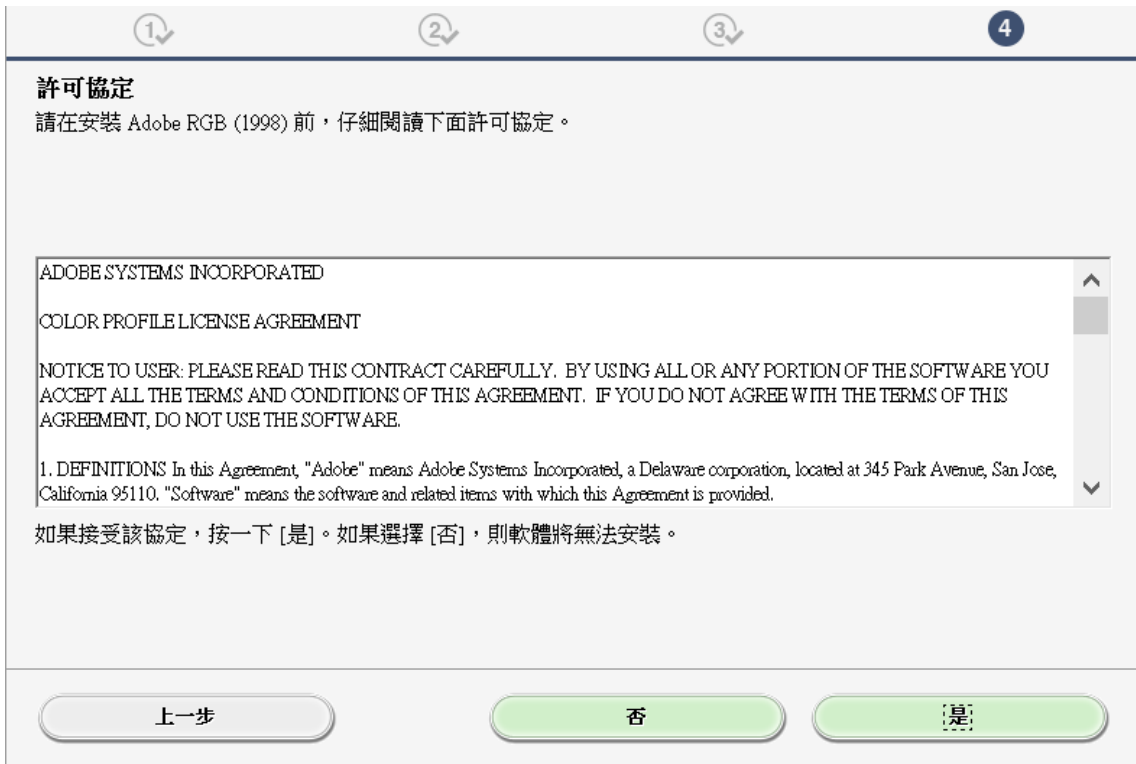 1 2 3 4
許可協定
請在安裝 Adobe RGB (1998) 前，仔細閱讀下面許可協定。
ADOBE SYSTEMS INCORPORATED
COLOR PROFILE LICENSE AGREEMENT
NOTICE TO USER: PLEASE READ THIS CONTRACT CAREFULLY.  BY USING ALL OR ANY PORTION OF THE SOFTWARE YOU
ACCEPT ALL THE TERMS AND CONDITIONS OF THIS AGREEMENT.  IF YOU DO NOT AGREE WITH THE TERMS OF THIS
AGREEMENT, DO NOT USE THE SOFTWARE.
1. DEFINITIONS In this Agreement, "Adobe" means Adobe Systems Incorporated, a Delaware corporation, located at 345 Park Avenue, San Jose,
California 95110. "Software" means the software and related items with which this Agreement is provided.
如果接受該協定，按一下 [是]。如果選擇 [否]，則軟體將無法安裝。
上一步 否 是